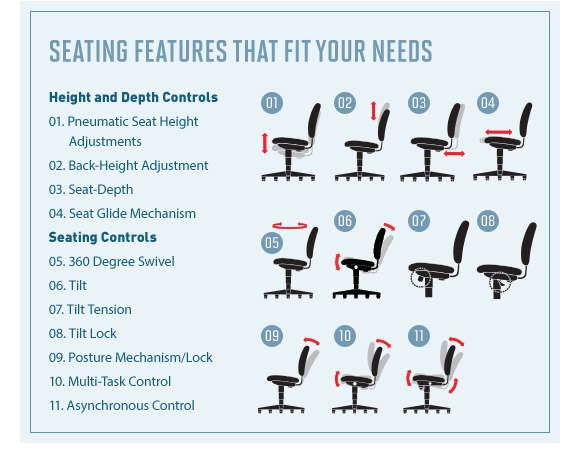 SEATING FEATURES THAT FIT YOUR NEEDS
Height and Depth Controls
01. Pneumatic Seat Height
Adjustments
02. Back-Height Adjustment
03. Seat-Depth
04. Seat Glide Mechanism
Seating Controls
05. 360 Degree Swivel
06. Tilt
07. Tilt Tension
08. Tilt Lock
09. Posture Mechanism/Lock
10. Multi-Task Control
11. Asynchronous Control
01 02 03 04
05 06 07 08
09 10 11